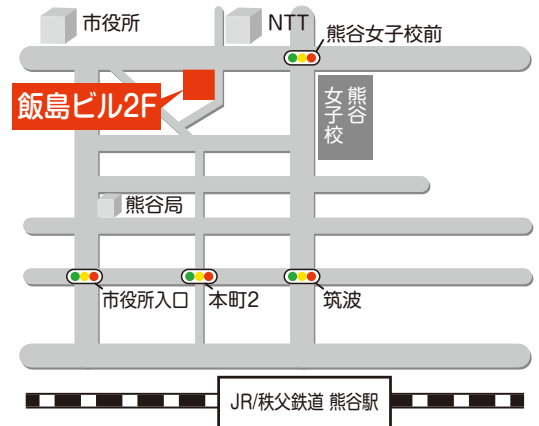 市役所
NTT
熊谷女子校前
飯島ビル2F
熊谷
女子校
熊谷局
市役所入口
本町2
筑波
JR/秩父鉄道 熊谷駅